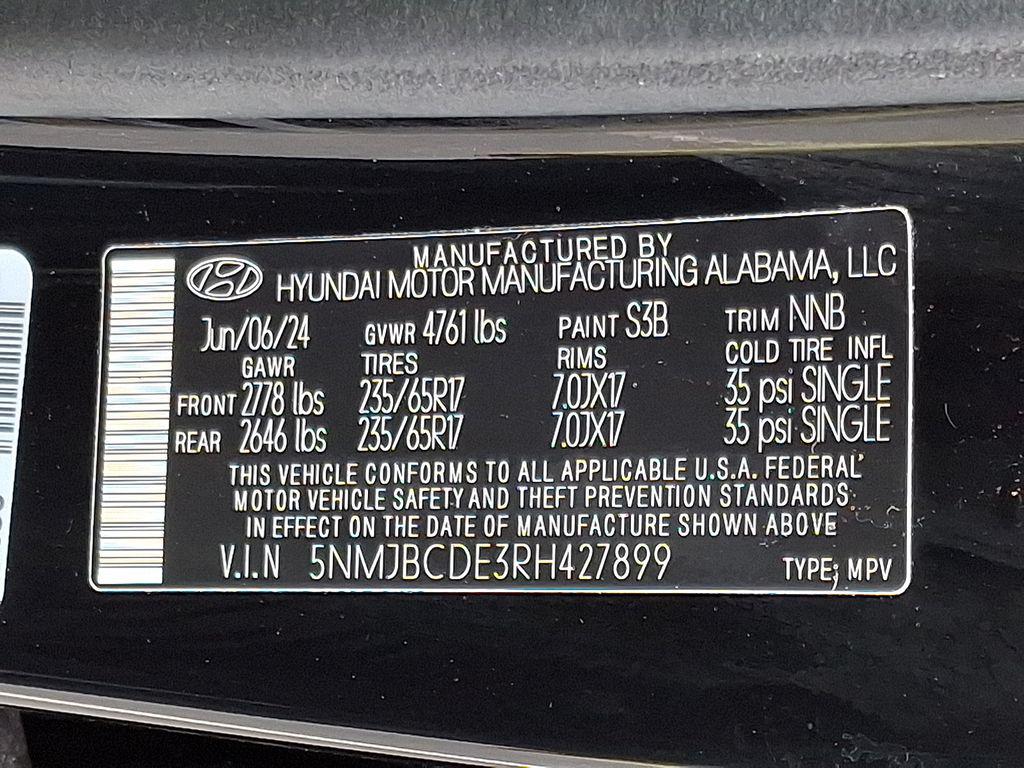 MANUFACTURED BY
HYUNDAI MOTOR MANUFACTURING ALABAMA, LLC
Jun/06/24 GVWR 4761 lbs PAINT S3B TRIM NNB
GAWR TIRES RIMS COLD TIRE INFL
FRONT 2778 lbs 235/65R17 7.0JX17 35 psi SINGLE
REAR 2646 lbs 235/65R17 7.0JX17 35 psi SINGLE
THIS VEHICLE CONFORMS TO ALL APPLICABLE U.S.A. FEDERAL
MOTOR VEHICLE SAFETY AND THEFT PREVENTION STANDARDS
IN EFFECT ON THE DATE OF MANUFACTURE SHOWN ABOVE
V.I.N 5NMJBCDE3RH427899 TYPE; MPV